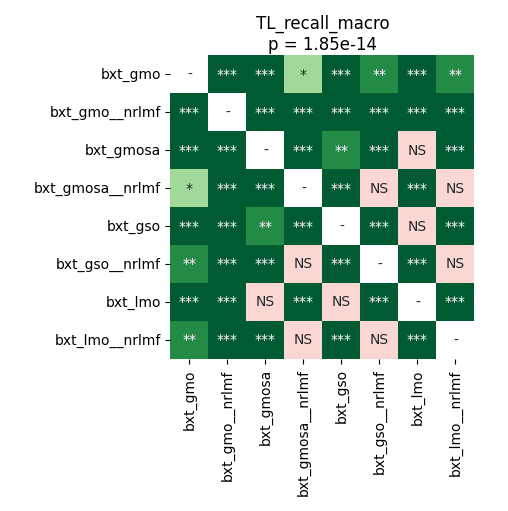 TL_recall_macro
p = 1.85e-14
bxt_gmo - *** *** * *** ** *** **
bxt_gmo__nrlmf *** - *** *** *** *** *** ***
bxt_gmosa *** *** - *** ** *** NS ***
bxt_gmosa__nrlmf * *** *** - *** NS *** NS
bxt_gso *** *** ** *** - *** NS ***
bxt_gso__nrlmf ** *** *** NS *** - *** NS
bxt_lmo *** *** NS *** NS *** - ***
bxt_lmo__nrlmf ** *** *** NS *** NS *** -
bxt_gmo
bxt_gmo__nrlmf
bxt_gmosa
bxt_gmosa__nrlmf
bxt_gso
bxt_gso__nrlmf
bxt_lmo
bxt_lmo__nrlmf